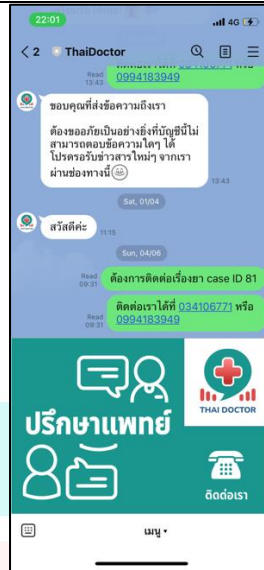 22:01
4G
2
ThaiDoctor
0994183949
Read
13:43
ขอบคุณที่ส่งข้อความถึงเรา
ต้องขออภัยเป็นอย่างยิ่งที่บัญชีนี้ไม่
สามารถตอบข้อความใดๆ ได้
โปรดรอรับข่าวสารใหม่ๆ จากเรา
ผ่านช่องทางนี้
13:43
Sat, 01/04
สวัสดีค่ะ
11:15
Sun, 04/06
ต้องการติดต่อเรื่องยา case ID 81
Read
09:31
ติดต่อเราได้ที่ 034106771 หรือ
0994183949
Read
09:31
ปรึกษาแพทย์
THAI DOCTOR
ติดต่อเรา
เมนู